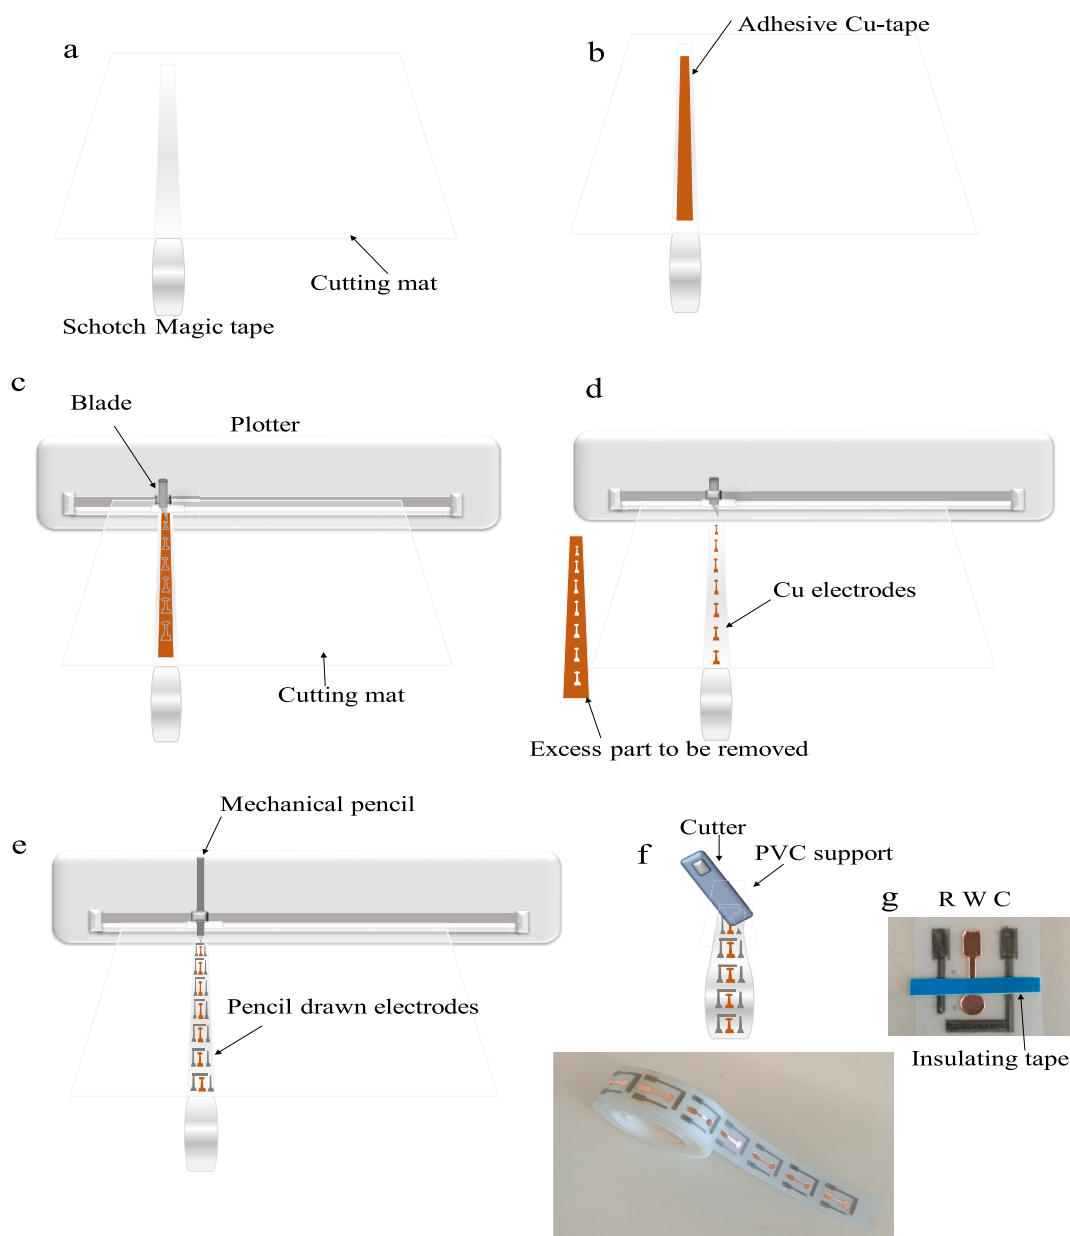 a
Adhesive Cu-tape
b
Cutting mat
Schotch Magic tape
c
Blade
Plotter
d
Cu electrodes
Cutting mat
Excess part to be removed
e
Mechanical pencil
f
Cutter
PVC support
g
R W C
Pencil drawn electrodes
Insulating tape